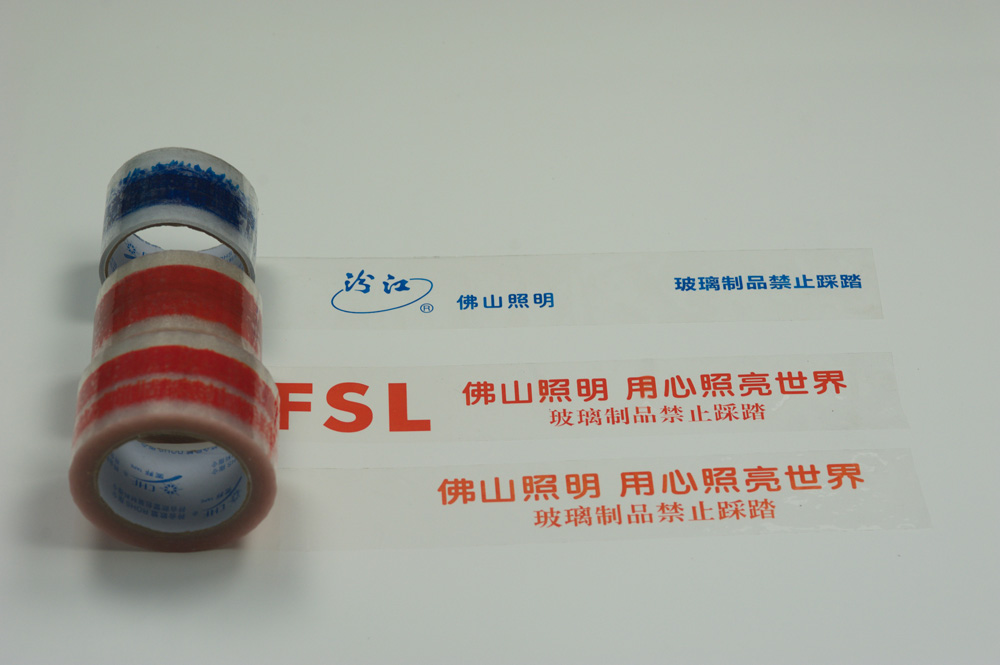 汾江® 佛山照明 玻璃制品禁止踩踏
FSL 佛山照明 用心照亮世界
玻璃制品禁止踩踏
佛山照明 用心照亮世界
玻璃制品禁止踩踏